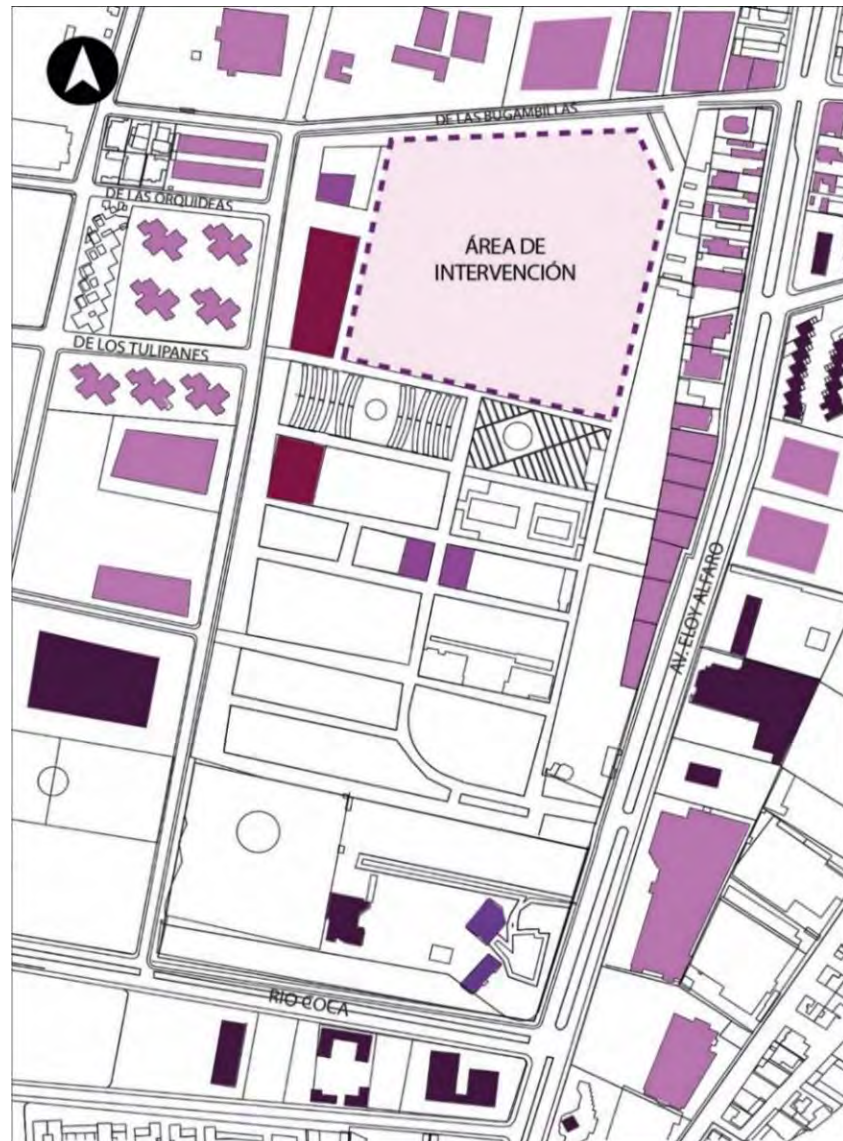 DE LAS BUGAMBILLAS
DE LAS ORQUIDEAS
ÁREA DE
INTERVENCIÓN
DE LOS TULIPANES
AV. ELOY ALFARO
RIO COCA